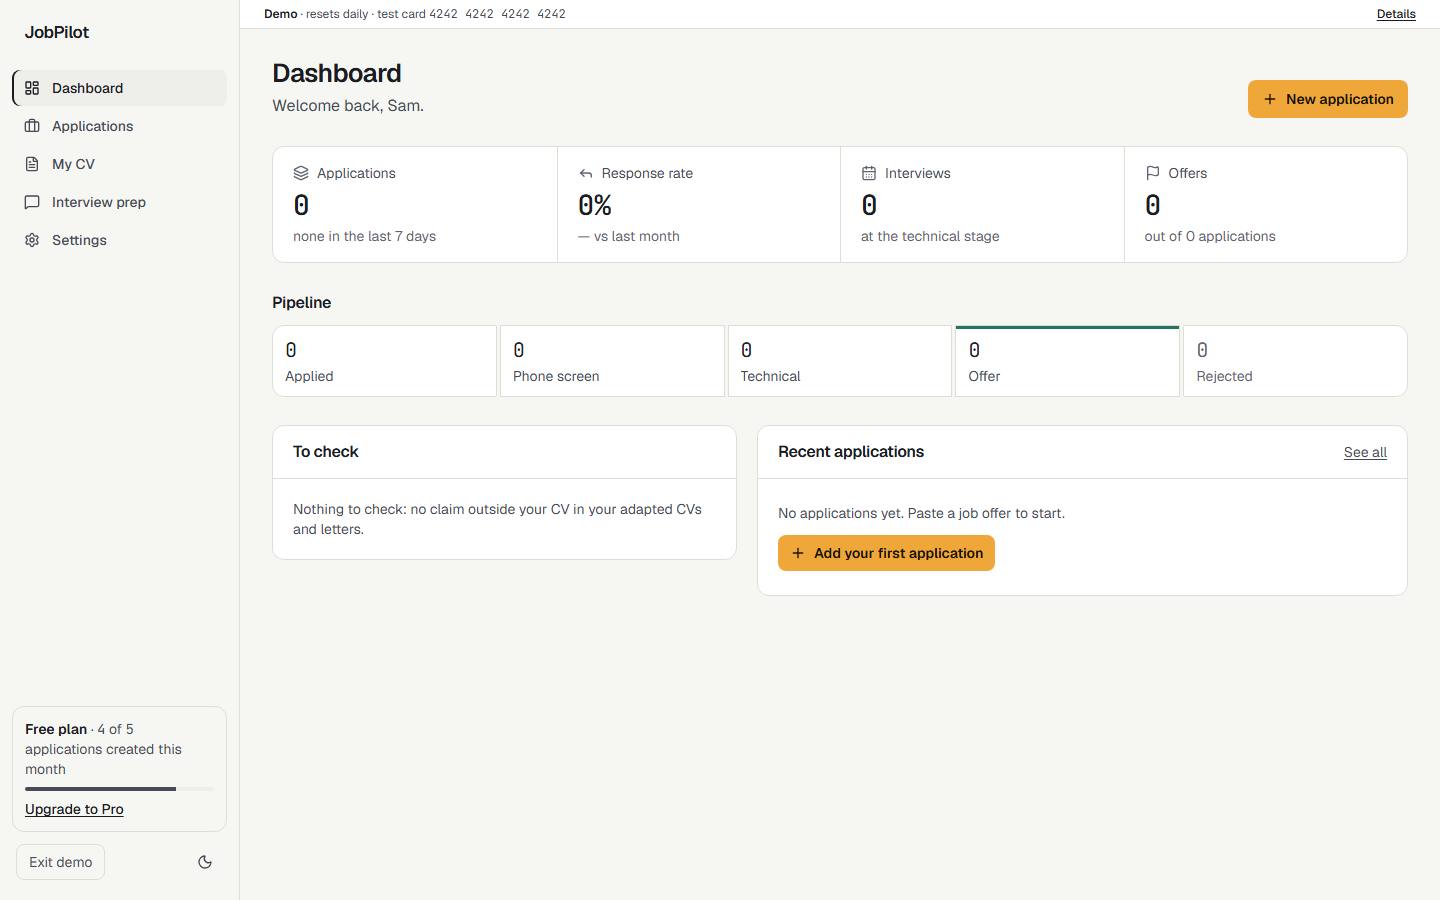 JobPilot
Dashboard
Applications
My CV
Interview prep
Settings
Free plan · 4 of 5
applications created this
month
Upgrade to Pro
Exit demo
Demo · resets daily · test card 4242 4242 4242 4242
Details
Dashboard
Welcome back, Sam.
New application
Applications
0
none in the last 7 days
Response rate
0%
— vs last month
Interviews
0
at the technical stage
Offers
0
out of 0 applications
Pipeline
0
Applied
0
Phone screen
0
Technical
0
Offer
0
Rejected
To check
Nothing to check: no claim outside your CV in your adapted CVs
and letters.
Recent applications
See all
No applications yet. Paste a job offer to start.
Add your first application